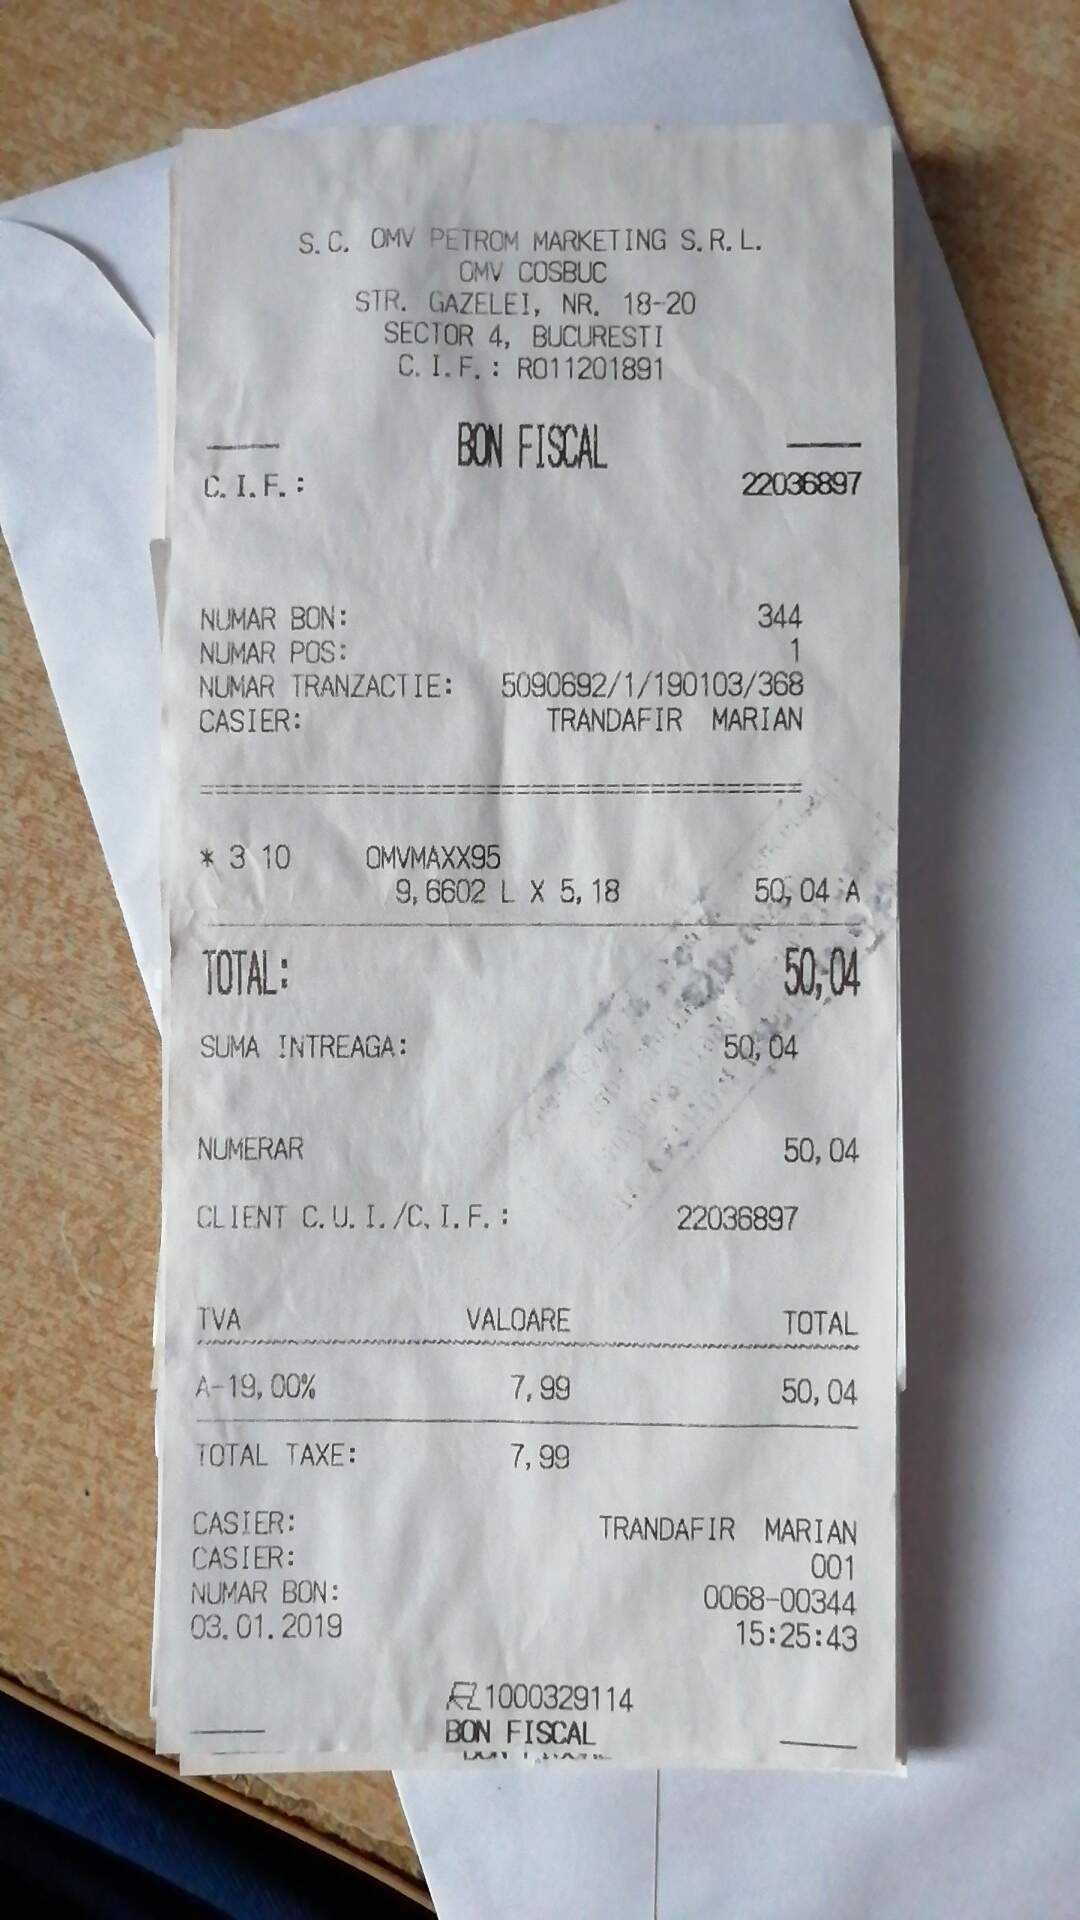 S.C. OMV PETROM MARKETING S.R.L.
OMV COSBUC
STR. GAZELEI, NR. 18-20
SECTOR 4, BUCURESTI
C.I.F.: RO11201891
BON FISCAL
C.I.F.: 22036897
NUMAR BON: 344
NUMAR POS: 1
NUMAR TRANZACTIE: 5090692/1/190103/368
CASIER: TRANDAFIR MARIAN
* 3 10 OMVMAXX95
9,6602 L X 5,18 50,04 A
TOTAL: 50,04
SUMA INTREAGA: 50,04
NUMERAR 50,04
CLIENT C.U.I./C.I.F.: 22036897
TVA VALOARE TOTAL
A-19,00% 7,99 50,04
TOTAL TAXE: 7,99
CASIER: TRANDAFIR MARIAN
CASIER: 001
NUMAR BON: 0068-00344
03.01.2019 15:25:43
1000329114
BON FISCAL